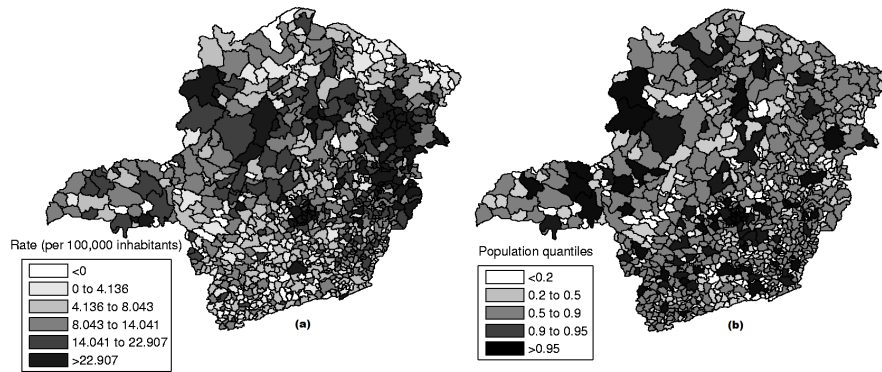 Rate (per 100,000 inhabitants)
<0
0 to 4.136
4.136 to 8.043
8.043 to 14.041
14.041 to 22.907
>22.907
(a)
Population quantiles
<0.2
0.2 to 0.5
0.5 to 0.9
0.9 to 0.95
>0.95
(b)